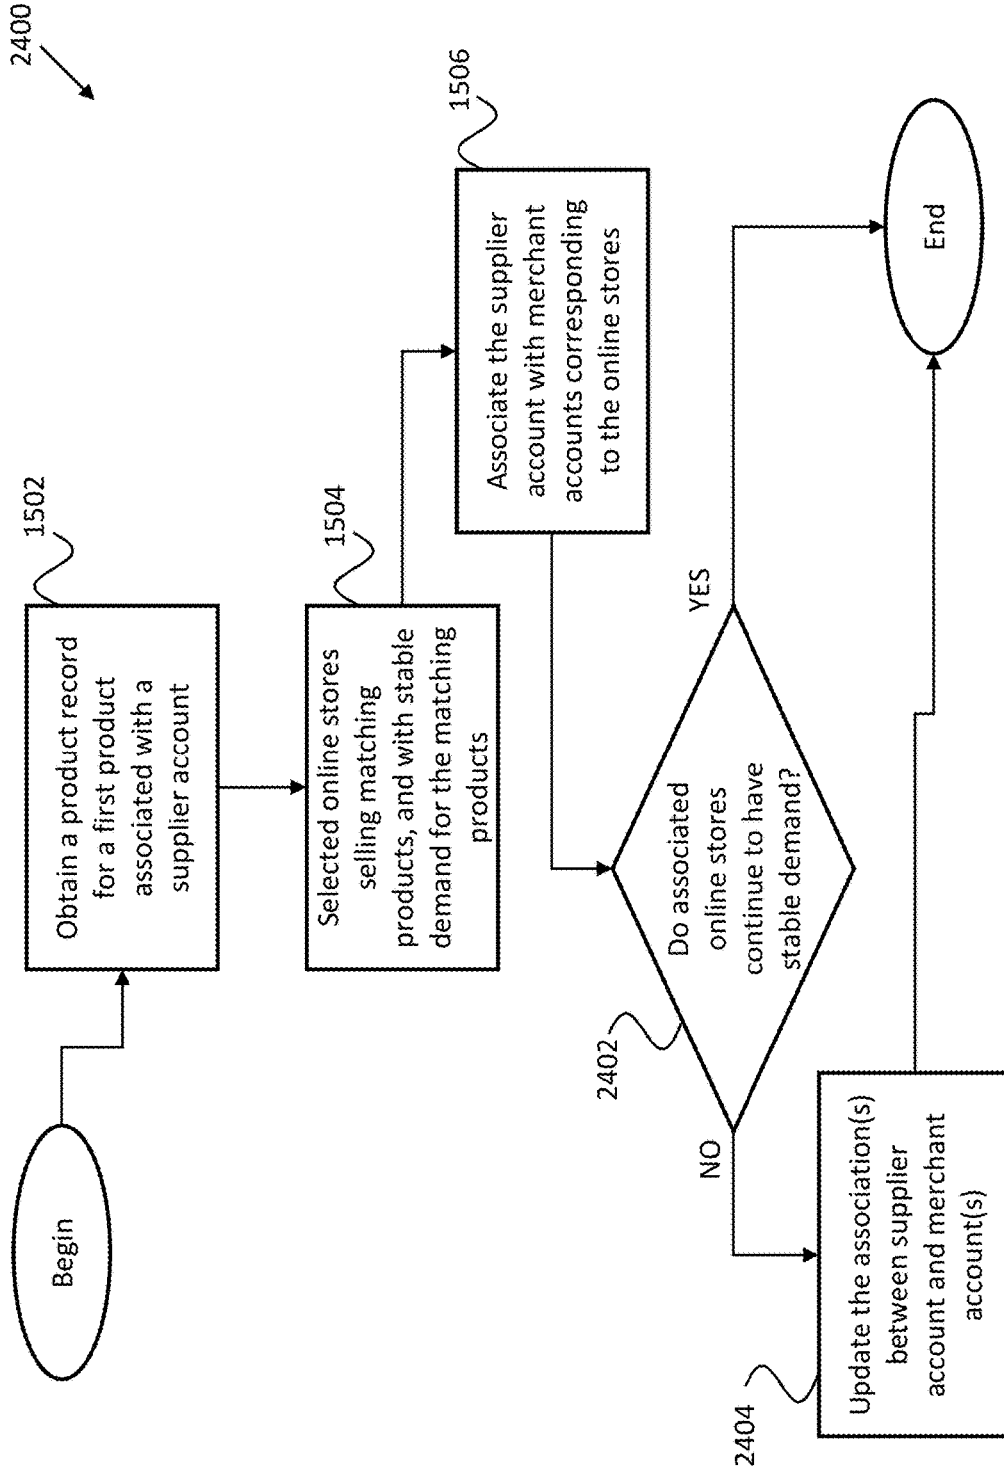 2400
Begin
1502
Obtain a product record
for a first product
associated with a
supplier account
1504
Selected online stores
selling matching
products, and with stable
demand for the matching
products
1506
Associate the supplier
account with merchant
accounts corresponding
to the online stores
2402
Do associated
online stores
continue to have
stable demand?
NO
YES
2404
Update the association(s)
between supplier
account and merchant
account(s)
End